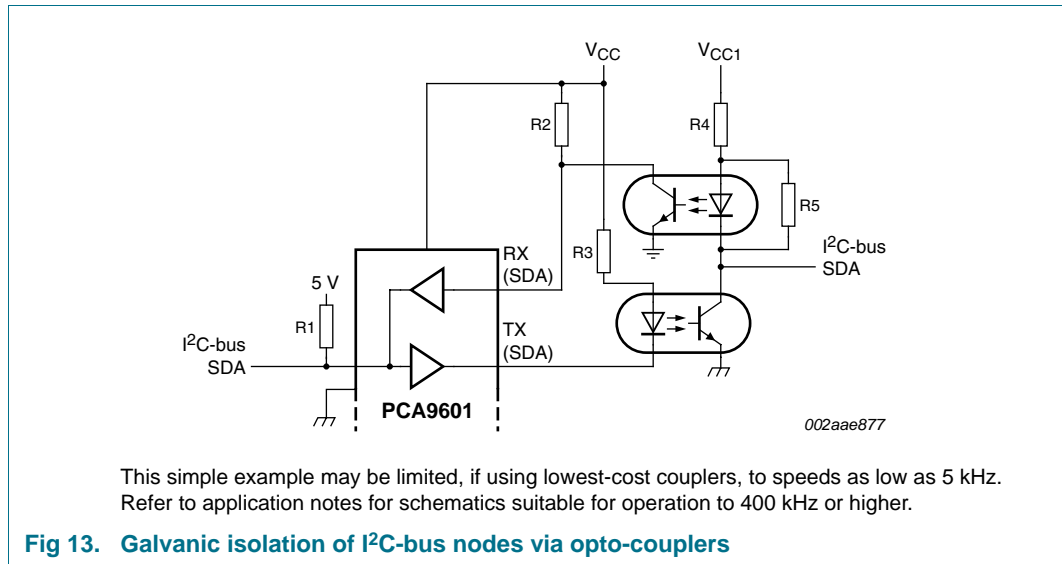 VCC
VCC1
R2
R4
R5
RX
(SDA)
R3
I2C-bus
SDA
5 V
R1
TX
(SDA)
I2C-bus
SDA
PCA9601
002aae877
This simple example may be limited, if using lowest-cost couplers, to speeds as low as 5 kHz.
Refer to application notes for schematics suitable for operation to 400 kHz or higher.
Fig 13. Galvanic isolation of I2C-bus nodes via opto-couplers